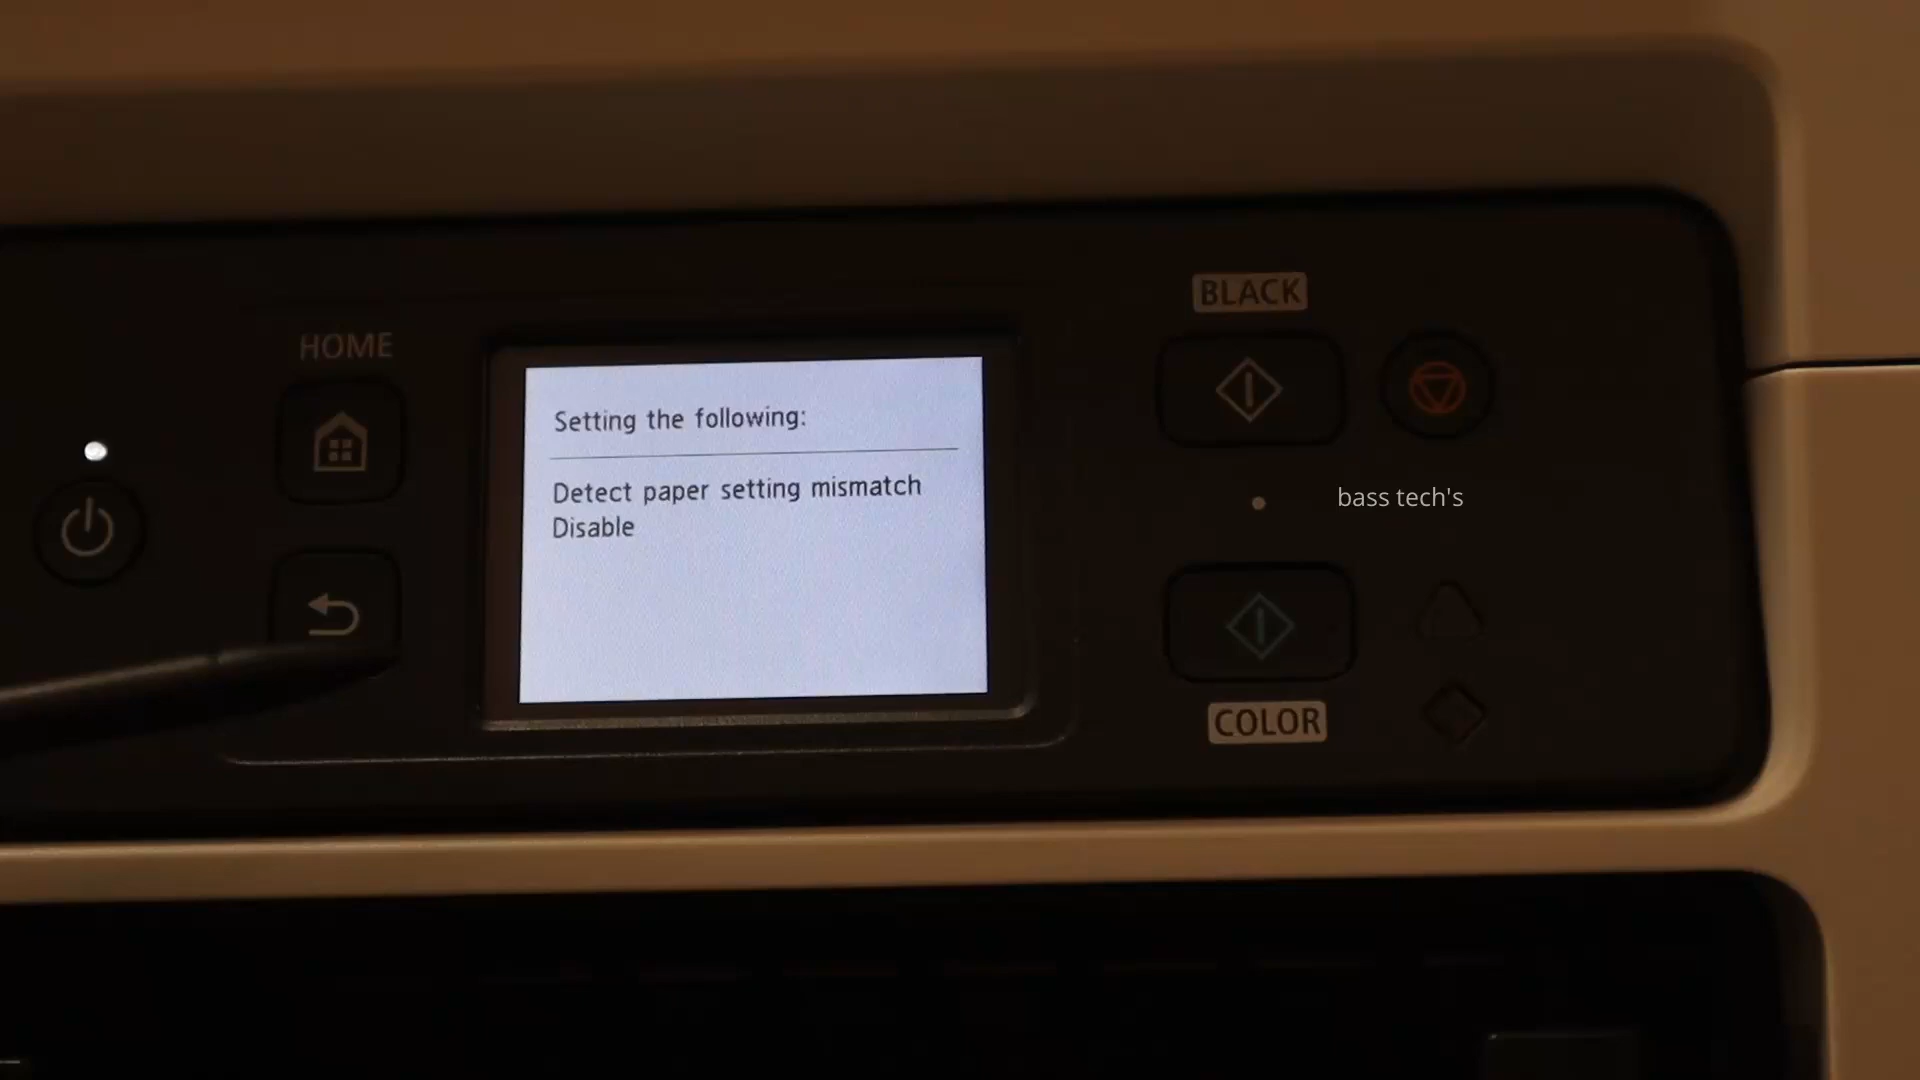 HOME
Setting the following:
Detect paper setting mismatch
Disable
BLACK
bass tech's
COLOR